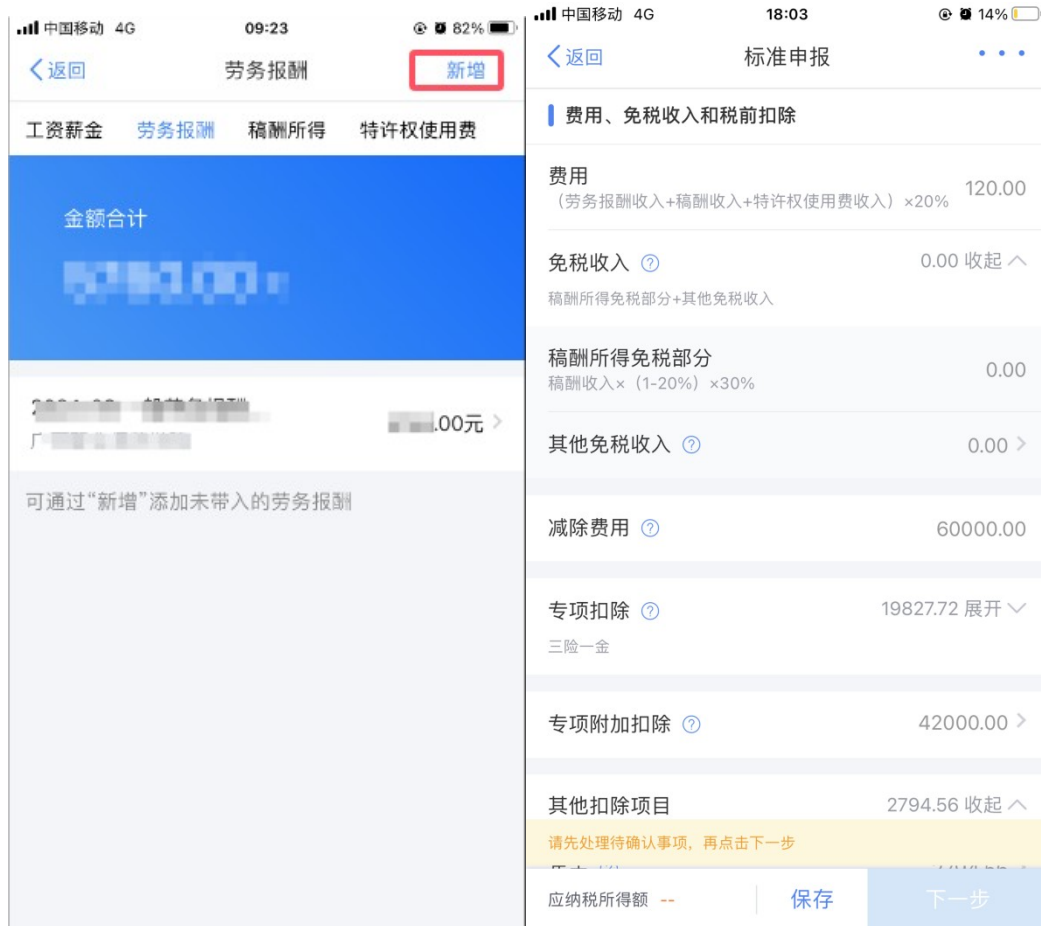 中国移动 4G 09:23 82%
返回 劳务报酬 新增
工资薪金 劳务报酬 稿酬所得 特许权使用费
金额合计
.00元
可通过“新增”添加未带入的劳务报酬
中国移动 4G 18:03 14%
返回 标准申报
费用、免税收入和税前扣除
费用 120.00
（劳务报酬收入+稿酬收入+特许权使用费收入）×20%
免税收入 0.00 收起
稿酬所得免税部分+其他免税收入
稿酬所得免税部分 0.00
稿酬收入×（1-20%）×30%
其他免税收入 0.00
减除费用 60000.00
专项扣除 19827.72 展开
三险一金
专项附加扣除 42000.00
其他扣除项目 2794.56 收起
请先处理待确认事项，再点击下一步
应纳税所得额 -- 保存 下一步